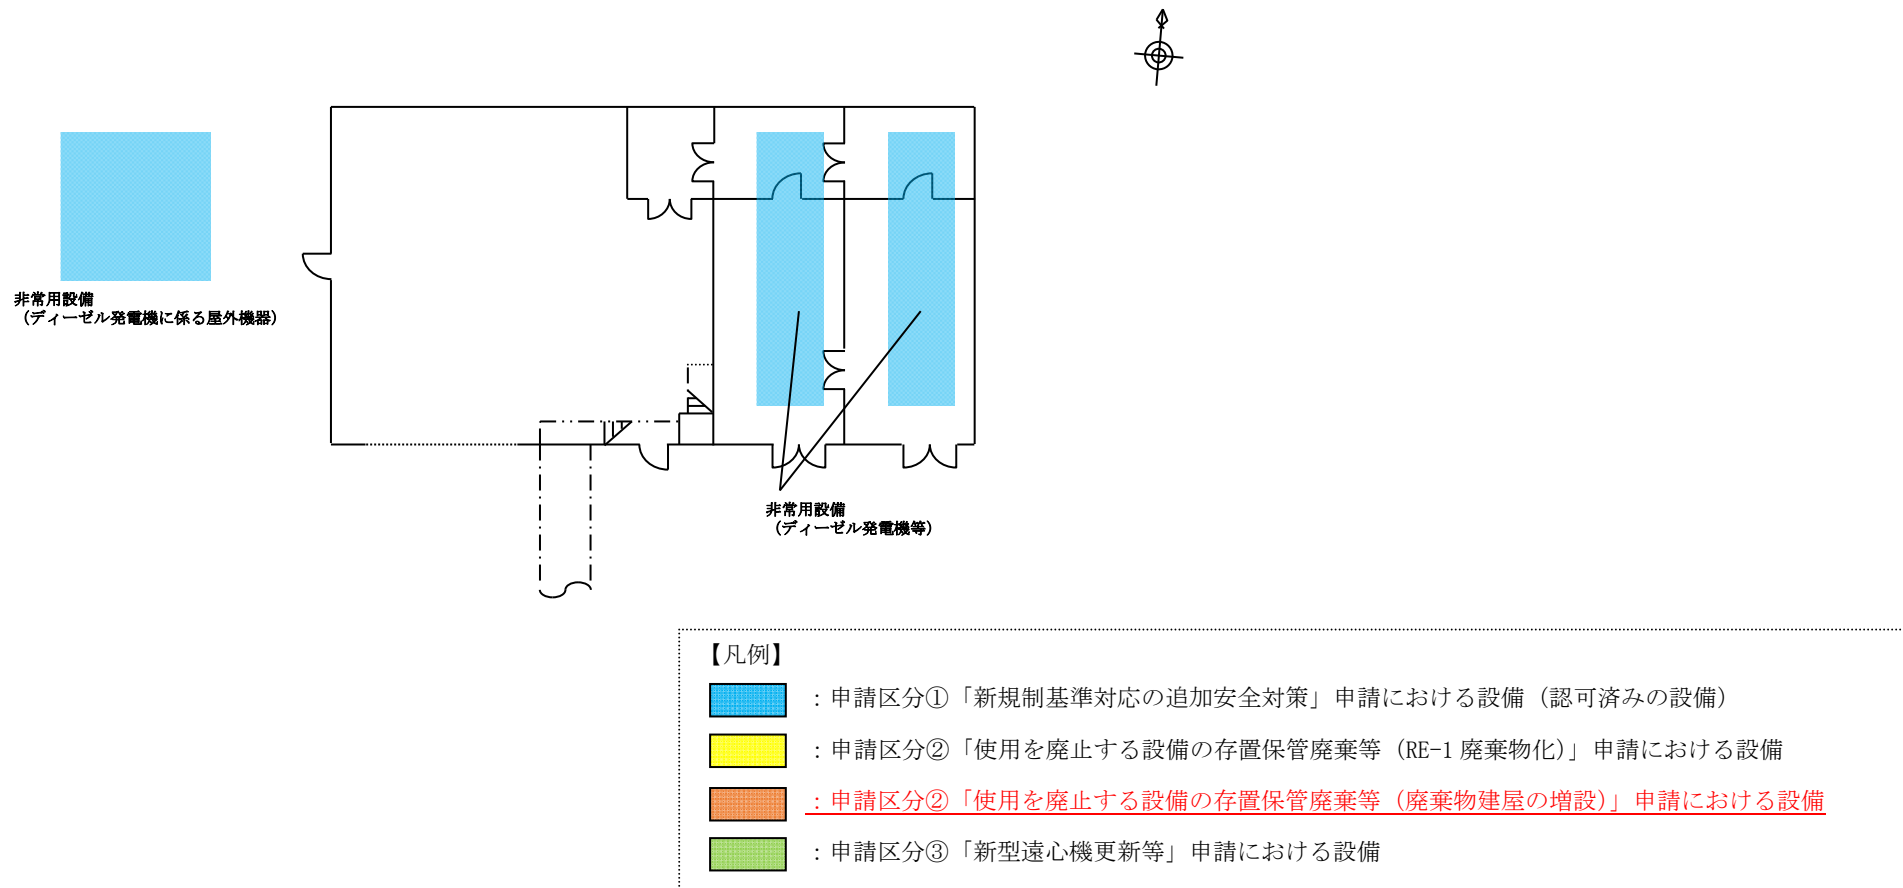 非常用設備
（ディーゼル発電機に係る屋外機器）
非常用設備
（ディーゼル発電機等）
【凡例】
：申請区分①「新規制基準対応の追加安全対策」申請における設備（認可済みの設備）
：申請区分②「使用を廃止する設備の存置保管廃棄等（RE-1 廃棄物化）」申請における設備
：申請区分②「使用を廃止する設備の存置保管廃棄等（廃棄物建屋の増設）」申請における設備
：申請区分③「新型遠心機更新等」申請における設備